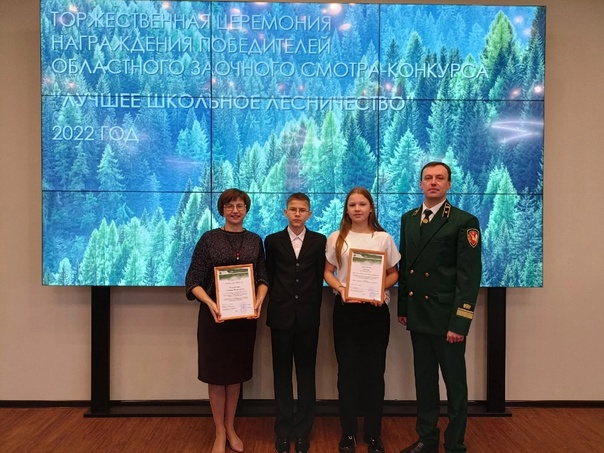 ТОРЖЕСТВЕННАЯ ЦЕРЕМОНИЯ
НАГРАЖДЕНИЯ ПОБЕДИТЕЛЕЙ
ОБЛАСТНОГО ЗАОЧНОГО СМОТРА-КОНКУРСА
"ЛУЧШЕЕ ШКОЛЬНОЕ ЛЕСНИЧЕСТВО"
2022 ГОД